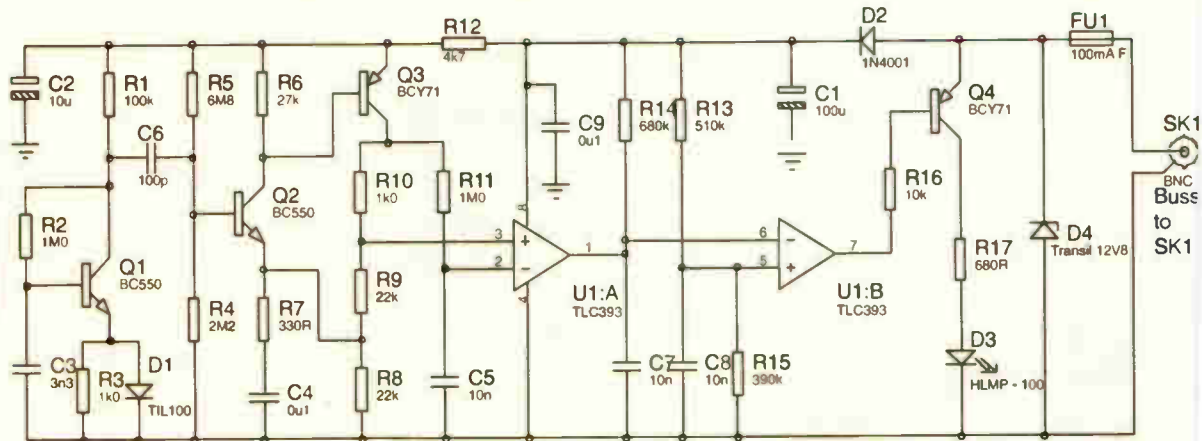 R12
4k7
D2
1N4001
FU1
100mA F
C2
10u
R1
100k
R5
6M8
R6
27k
Q3
BCY71
C9
0u1
R14
680k
R13
510k
C1
100u
Q4
BCY71
SK1
BNC
Buss
to
SK1
C6
100p
R2
1M0
Q1
BC550
Q2
BC550
R10
1k0
R11
1M0
R16
10k
8
3
+
2
−
1
4
U1:A
TLC393
6
−
5
+
7
U1:B
TLC393
R17
680R
D4
Transil 12V8
R4
2M2
R7
330R
R9
22k
C3
3n3
R3
1k0
D1
TIL100
C4
0u1
R8
22k
C5
10n
C7
10n
C8
10n
R15
390k
D3
HLMP - 100